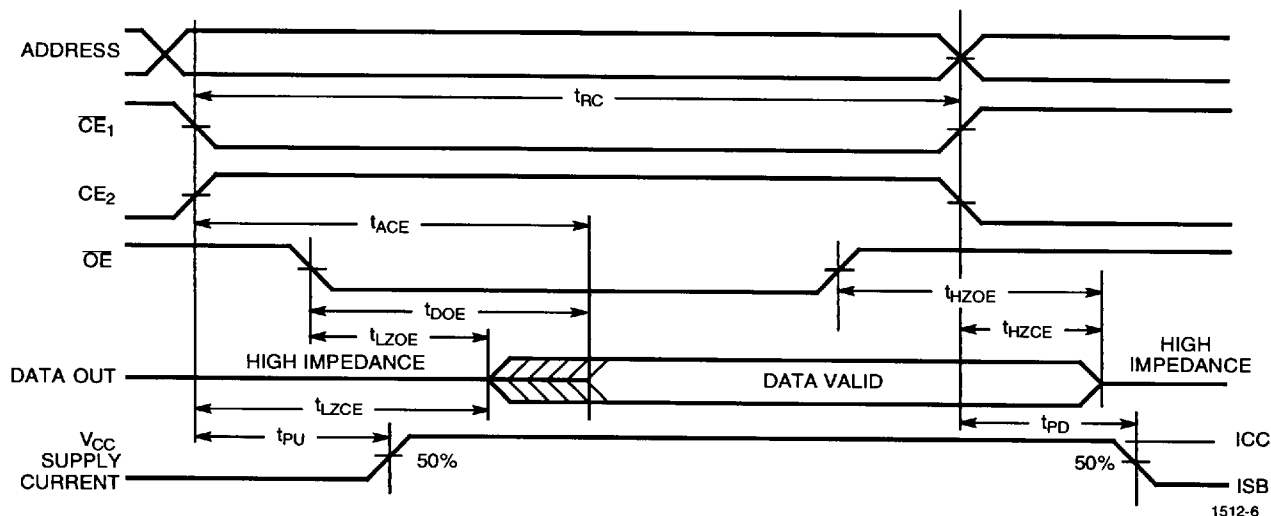 ADDRESS
tRC
CE1
CE2
tACE
OE
tHZOE
tDOE
tLZOE
tHZCE
HIGH IMPEDANCE
HIGH
IMPEDANCE
DATA OUT
DATA VALID
tLZCE
tPU
tPD
VCC
SUPPLY
CURRENT
50%
50%
ICC
ISB
1512-6